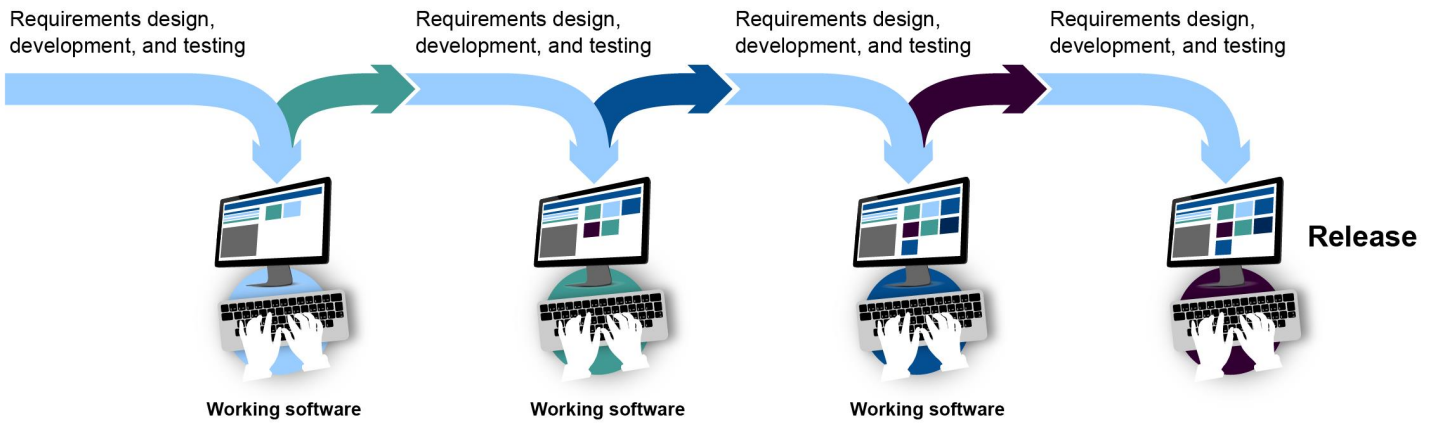 Requirements design,
development, and testing
Requirements design,
development, and testing
Requirements design,
development, and testing
Requirements design,
development, and testing
Release
Working software
Working software
Working software